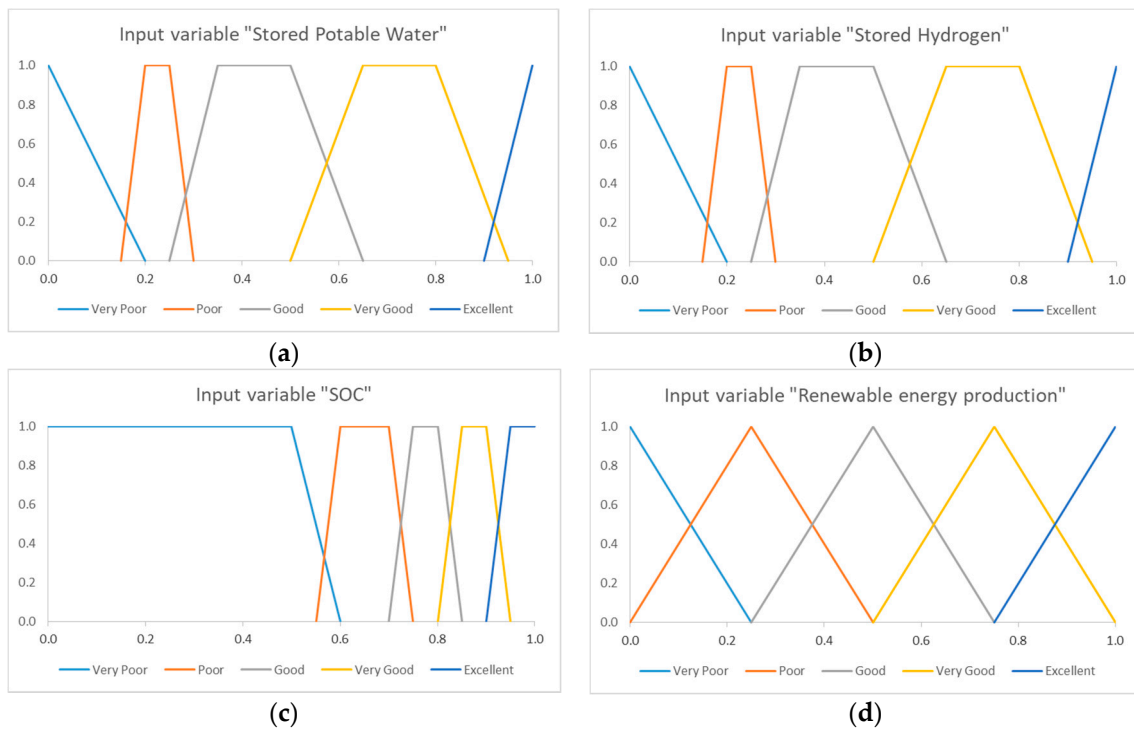 Input variable "Stored Potable Water"
1.0
0.8
0.6
0.4
0.2
0.0
0.0 0.2 0.4 0.6 0.8 1.0
Very Poor Poor Good Very Good Excellent
(a)
Input variable "Stored Hydrogen"
1.0
0.8
0.6
0.4
0.2
0.0
0.0 0.2 0.4 0.6 0.8 1.0
Very Poor Poor Good Very Good Excellent
(b)
Input variable "SOC"
1.0
0.8
0.6
0.4
0.2
0.0
0.0 0.2 0.4 0.6 0.8 1.0
Very Poor Poor Good Very Good Excellent
(c)
Input variable "Renewable energy production"
1.0
0.8
0.6
0.4
0.2
0.0
0.0 0.2 0.4 0.6 0.8 1.0
Very Poor Poor Good Very Good Excellent
(d)